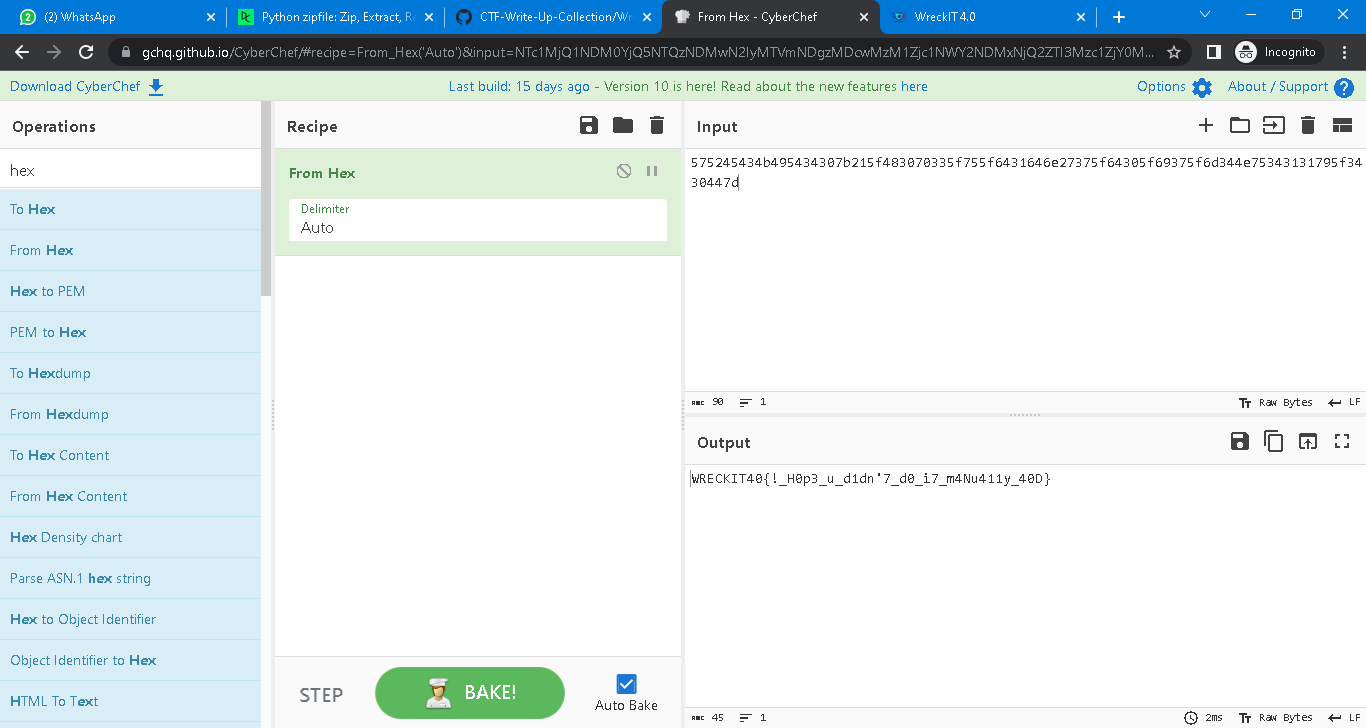 (2) WhatsApp
Python zipfile: Zip, Extract, R
CTF-Write-Up-Collection/Wr
From Hex - CyberChef
WreckIT 4.0
gchq.github.io/CyberChef/#recipe=From_Hex('Auto')&input=NTc1MjQ1NDM0YjQ5NTQzNDMwN2IyMTVmNDgzMDcwMzM1Zjc1NWY2NDMxNjQ2ZTI3Mzc1ZjY0M...
Incognito
Download CyberChef
Last build: 15 days ago - Version 10 is here! Read about the new features here
Options
About / Support
Operations
hex
To Hex
From Hex
Hex to PEM
PEM to Hex
To Hexdump
From Hexdump
To Hex Content
From Hex Content
Hex Density chart
Parse ASN.1 hex string
Hex to Object Identifier
Object Identifier to Hex
HTML To Text
Recipe
From Hex
Delimiter
Auto
STEP
BAKE!
Auto Bake
Input
575245434b495434307b215f483070335f755f6431646e27375f64305f69375f6d344e75343131795f34
30447d
ABC 90
1
Raw Bytes
LF
Output
WRECKIT40{!_H0p3_u_d1dn'7_d0_i7_m4Nu411y_40D}
ABC 45
1
2ms
Raw Bytes
LF